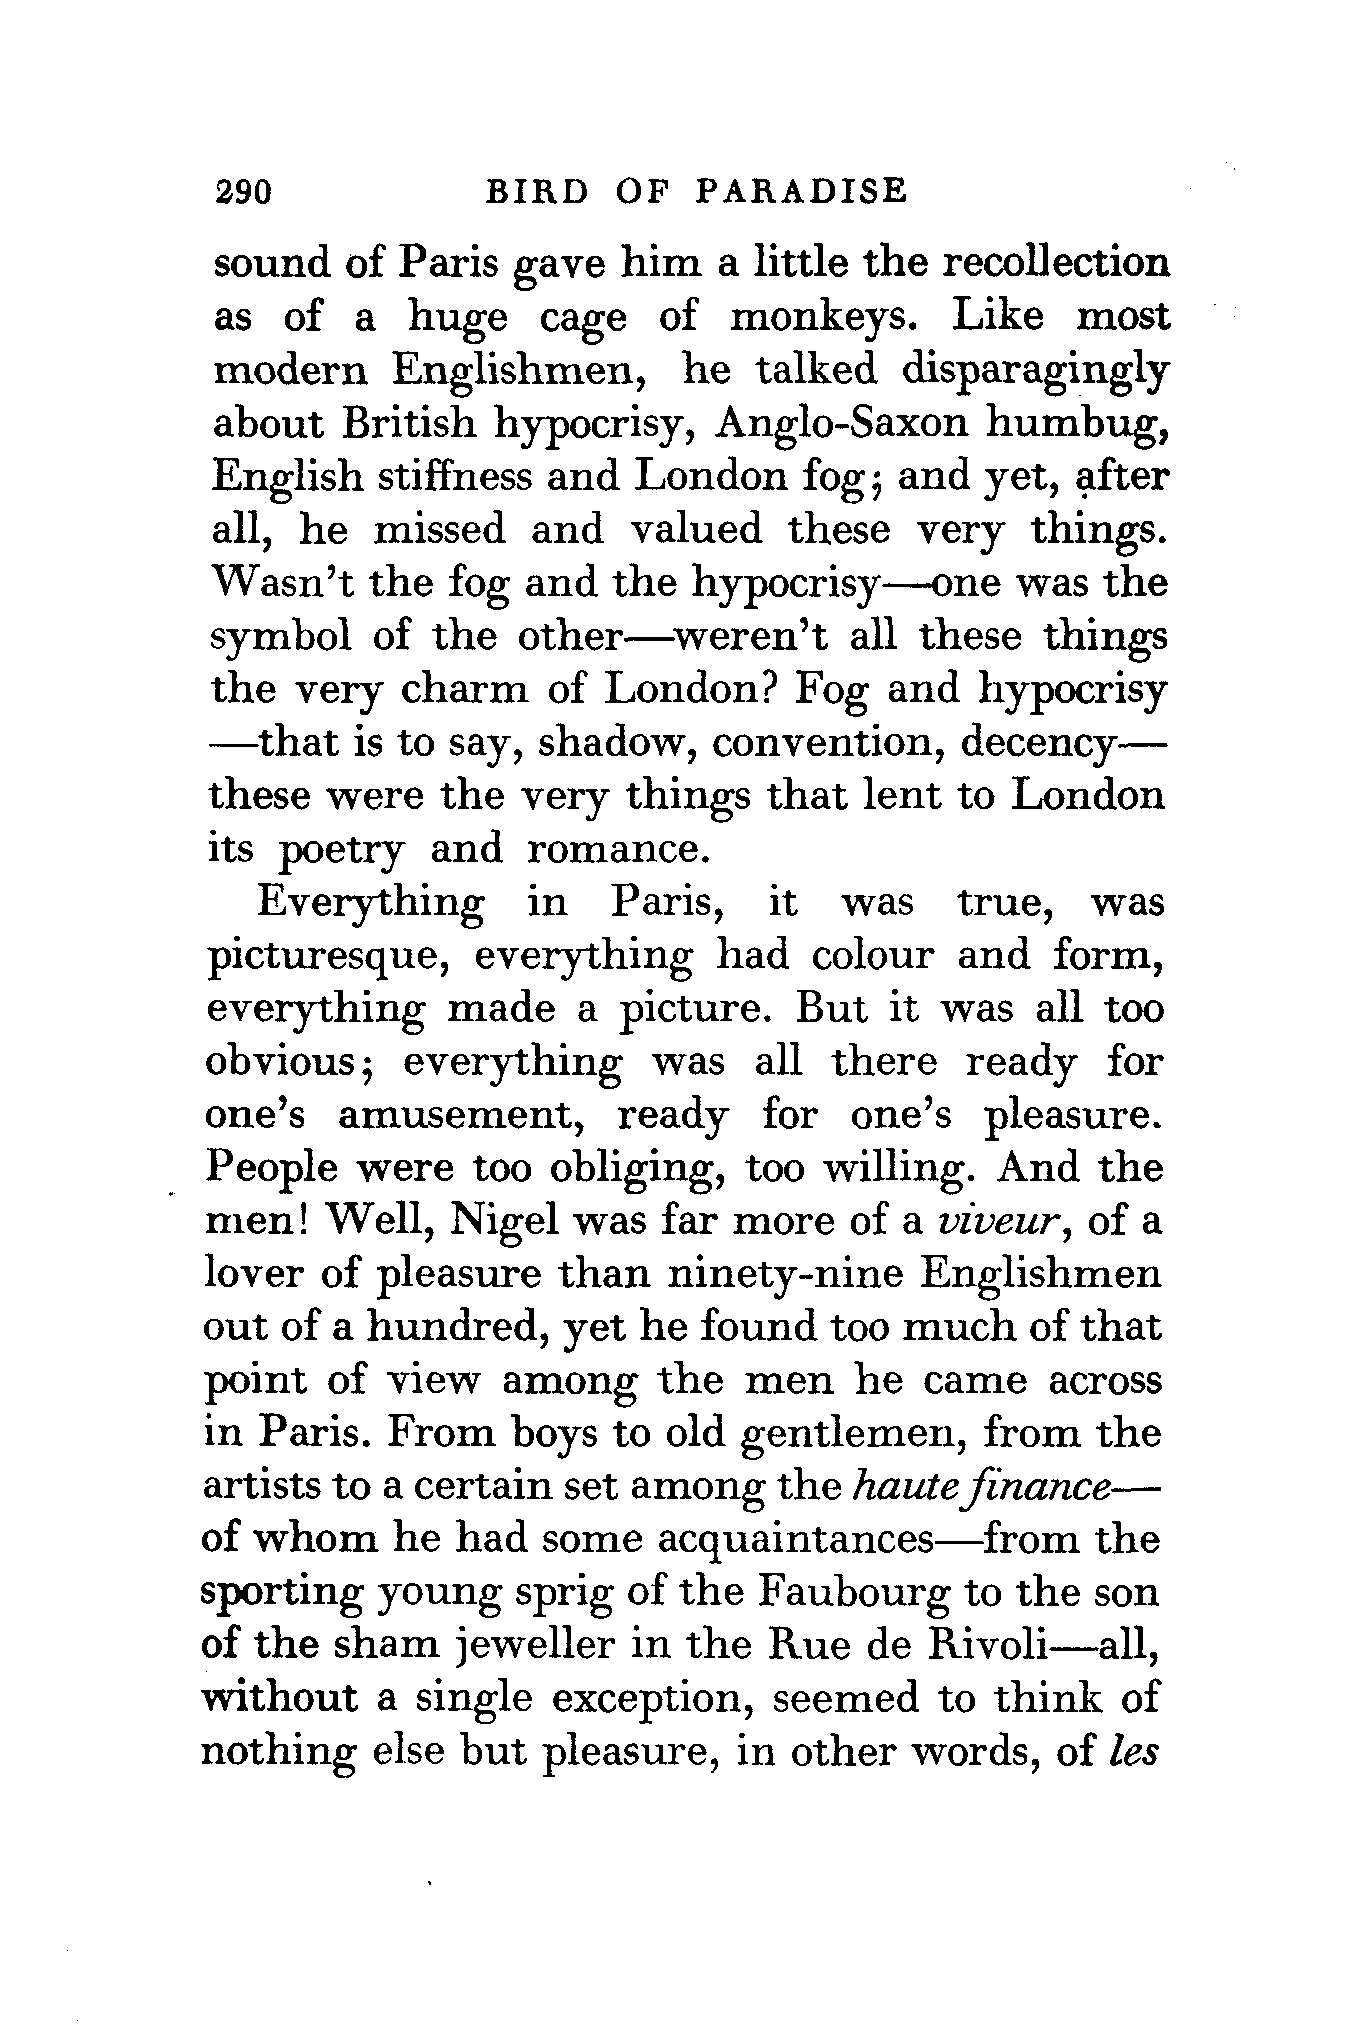 290 BIRD OF PARADISE
sound of Paris gave him a little the recollection
as of a huge cage of monkeys. Like most
modern Englishmen, he talked disparagingly
about British hypocrisy, Anglo-Saxon humbug,
English stiffness and London fog; and yet, after
all, he missed and valued these very things.
Wasn't the fog and the hypocrisy—one was the
symbol of the other—weren't all these things
the very charm of London? Fog and hypocrisy
—that is to say, shadow, convention, decency—
these were the very things that lent to London
its poetry and romance.
Everything in Paris, it was true, was
picturesque, everything had colour and form,
everything made a picture. But it was all too
obvious; everything was all there ready for
one's amusement, ready for one's pleasure.
People were too obliging, too willing. And the
men! Well, Nigel was far more of a viveur, of a
lover of pleasure than ninety-nine Englishmen
out of a hundred, yet he found too much of that
point of view among the men he came across
in Paris. From boys to old gentlemen, from the
artists to a certain set among the haute finance—
of whom he had some acquaintances—from the
sporting young sprig of the Faubourg to the son
of the sham jeweller in the Rue de Rivoli—all,
without a single exception, seemed to think of
nothing else but pleasure, in other words, of les